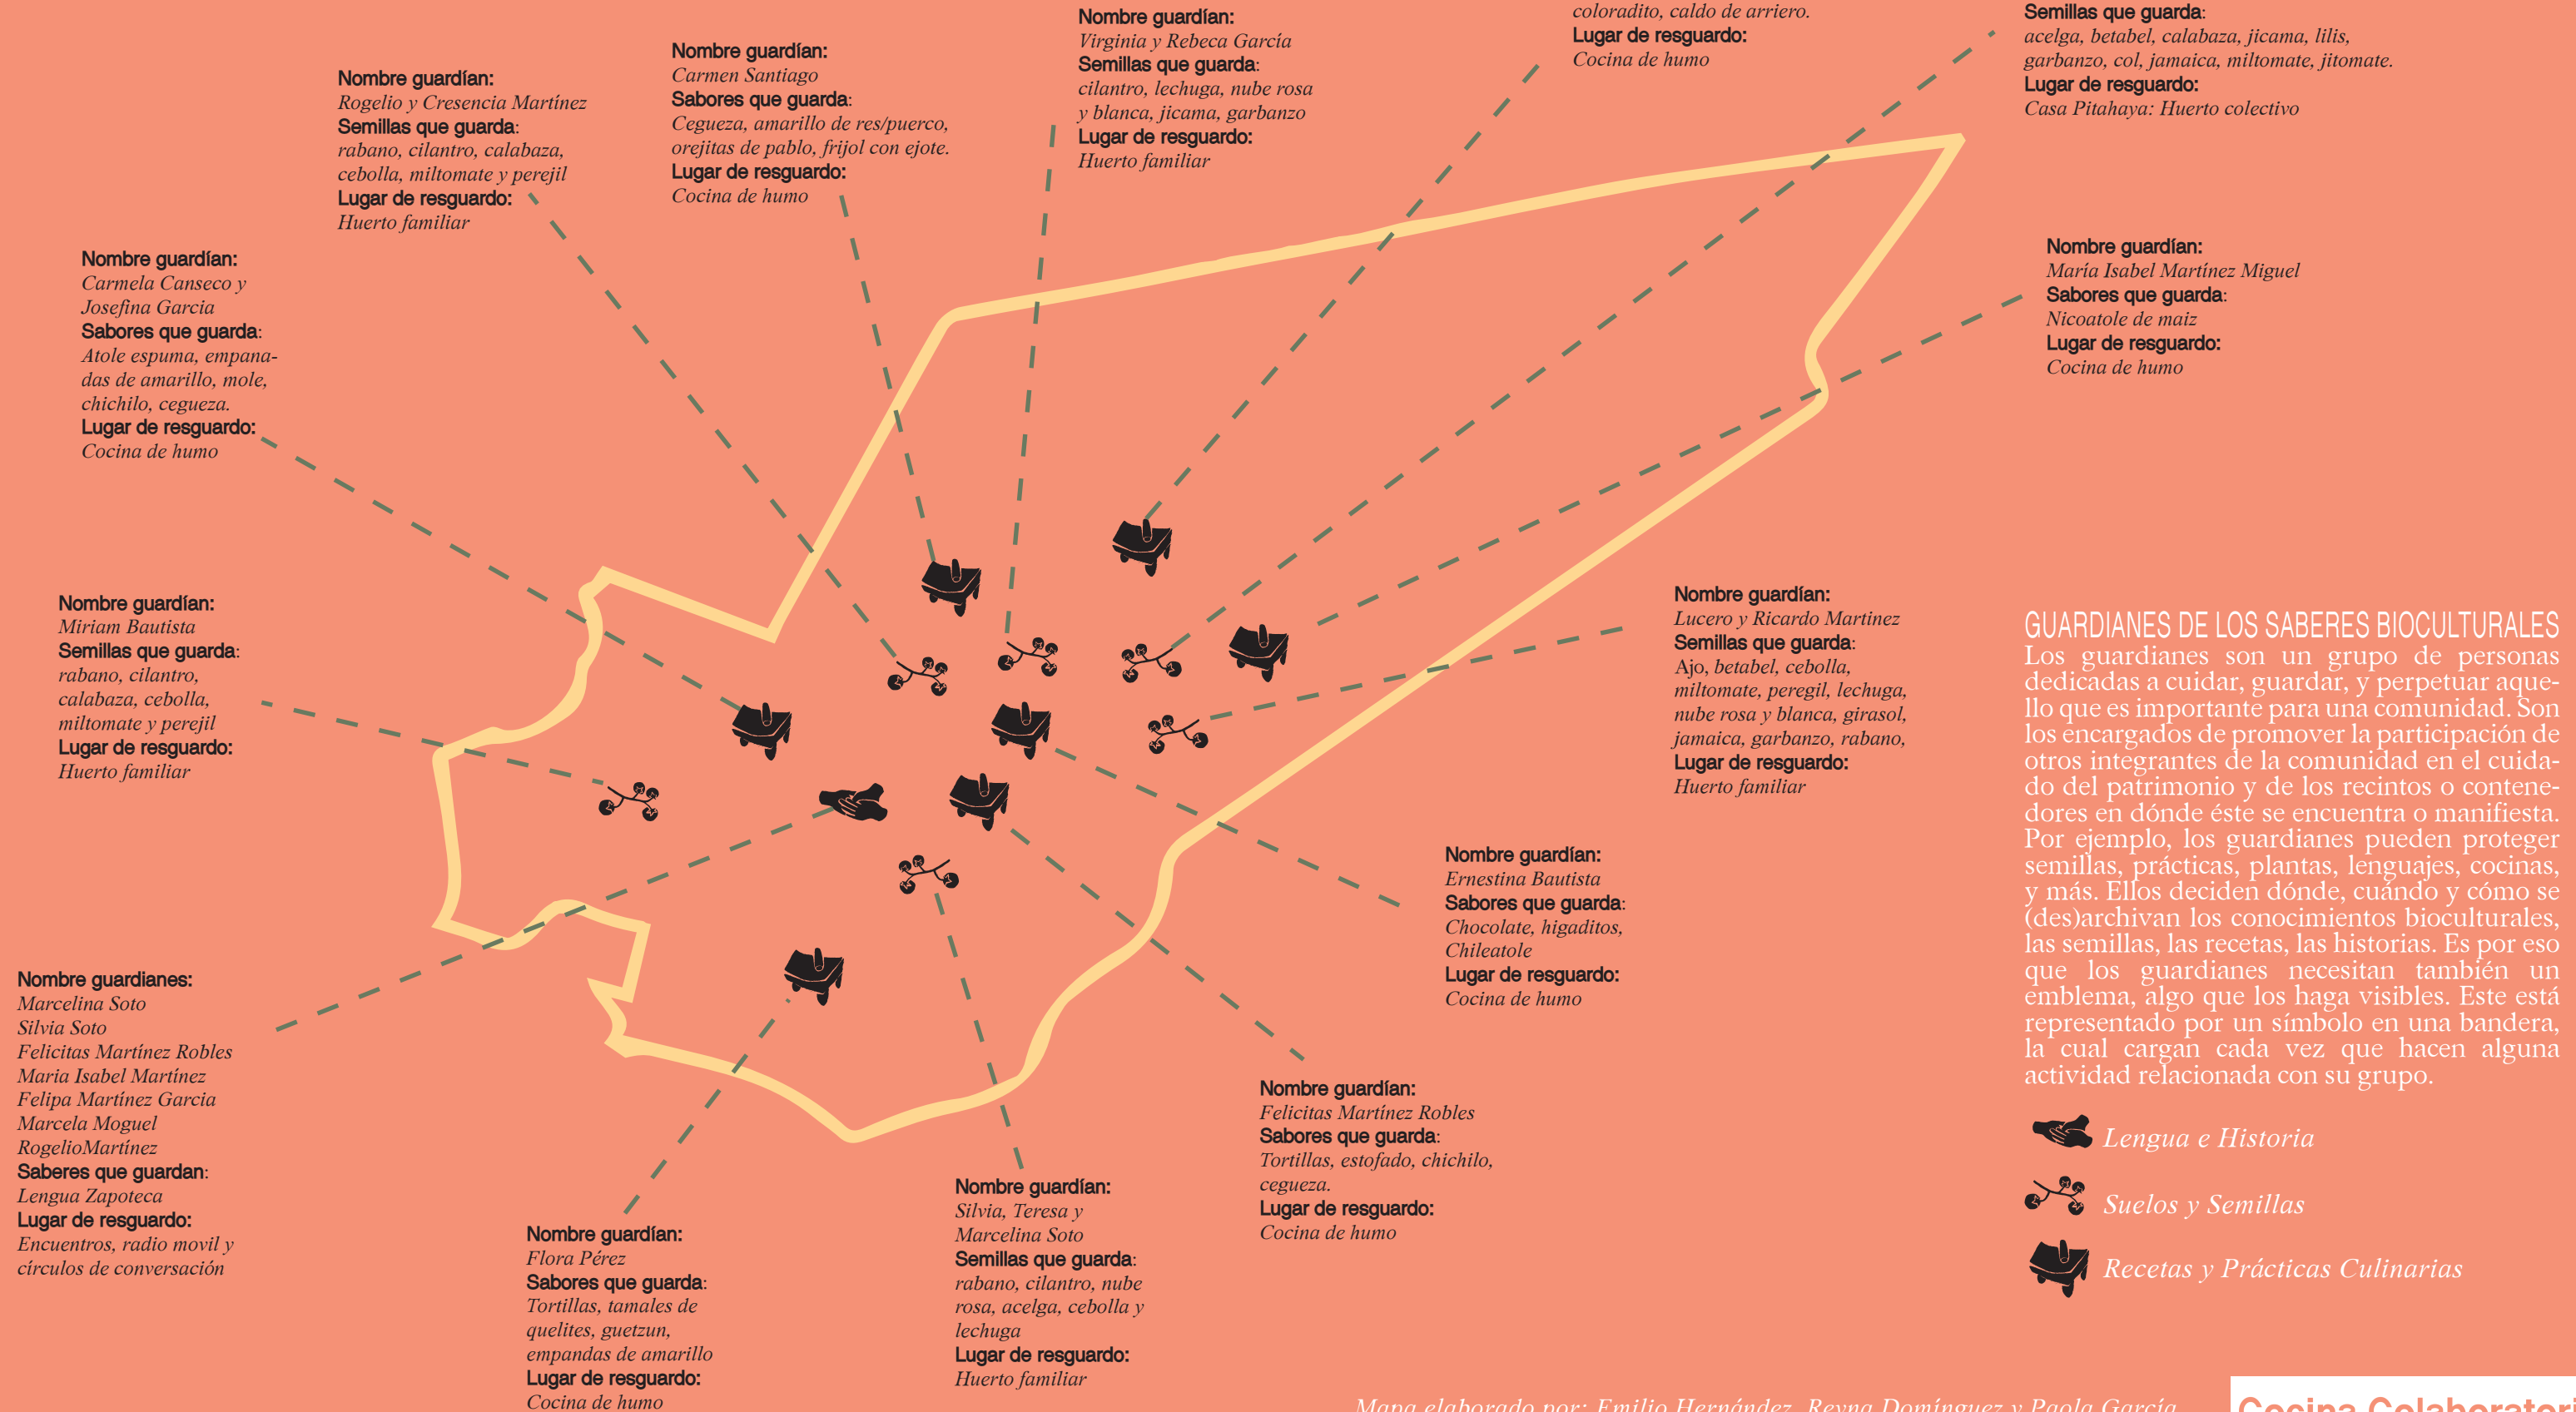 Nombre guardían:
Virginia y Rebeca García
Semillas que guarda:
cilantro, lechuga, nube rosa
y blanca, jicama, garbanzo
Lugar de resguardo:
Huerto familiar
coloradito, caldo de arriero.
Lugar de resguardo:
Cocina de humo
Semillas que guarda:
acelga, betabel, calabaza, jicama, lilis,
garbanzo, col, jamaica, miltomate, jitomate.
Lugar de resguardo:
Casa Pitahaya: Huerto colectivo
Nombre guardían:
Carmen Santiago
Sabores que guarda:
Cegueza, amarillo de res/puerco,
orejitas de pablo, frijol con ejote.
Lugar de resguardo:
Cocina de humo
Nombre guardían:
Rogelio y Cresencia Martínez
Semillas que guarda:
rabano, cilantro, calabaza,
cebolla, miltomate y perejil
Lugar de resguardo:
Huerto familiar
Nombre guardían:
Carmela Canseco y
Josefina Garcia
Sabores que guarda:
Atole espuma, empana-
das de amarillo, mole,
chichilo, cegueza.
Lugar de resguardo:
Cocina de humo
Nombre guardían:
María Isabel Martínez Miguel
Sabores que guarda:
Nicoatole de maiz
Lugar de resguardo:
Cocina de humo
Nombre guardían:
Miriam Bautista
Semillas que guarda:
rabano, cilantro,
calabaza, cebolla,
miltomate y perejil
Lugar de resguardo:
Huerto familiar
Nombre guardían:
Lucero y Ricardo Martinez
Semillas que guarda:
Ajo, betabel, cebolla,
miltomate, peregil, lechuga,
nube rosa y blanca, girasol,
jamaica, garbanzo, rabano,
Lugar de resguardo:
Huerto familiar
Nombre guardían:
Ernestina Bautista
Sabores que guarda:
Chocolate, higaditos,
Chileatole
Lugar de resguardo:
Cocina de humo
Nombre guardianes:
Marcelina Soto
Silvia Soto
Felicitas Martínez Robles
Maria Isabel Martínez
Felipa Martínez Garcia
Marcela Moguel
RogelioMartínez
Saberes que guardan:
Lengua Zapoteca
Lugar de resguardo:
Encuentros, radio movil y
círculos de conversación
Nombre guardían:
Flora Pérez
Sabores que guarda:
Tortillas, tamales de
quelites, guetzun,
empandas de amarillo
Lugar de resguardo:
Cocina de humo
Nombre guardían:
Silvia, Teresa y
Marcelina Soto
Semillas que guarda:
rabano, cilantro, nube
rosa, acelga, cebolla y
lechuga
Lugar de resguardo:
Huerto familiar
Nombre guardían:
Felicitas Martínez Robles
Sabores que guarda:
Tortillas, estofado, chichilo,
cegueza.
Lugar de resguardo:
Cocina de humo
GUARDIANES DE LOS SABERES BIOCULTURALES
Los guardianes son un grupo de personas
dedicadas a cuidar, guardar, y perpetuar aque-
llo que es importante para una comunidad. Son
los encargados de promover la participación de
otros integrantes de la comunidad en el cuida-
do del patrimonio y de los recintos o contene-
dores en dónde éste se encuentra o manifiesta.
Por ejemplo, los guardianes pueden proteger
semillas, prácticas, plantas, lenguajes, cocinas,
y más. Ellos deciden dónde, cuándo y cómo se
(des)archivan los conocimientos bioculturales,
las semillas, las recetas, las historias. Es por eso
que los guardianes necesitan también un
emblema, algo que los haga visibles. Este está
representado por un símbolo en una bandera,
la cual cargan cada vez que hacen alguna
actividad relacionada con su grupo.
Lengua e Historia
Suelos y Semillas
Recetas y Prácticas Culinarias
Mapa elaborado por: Emilio Hernández, Reyna Domínguez y Paola García
Cocina Colaborator